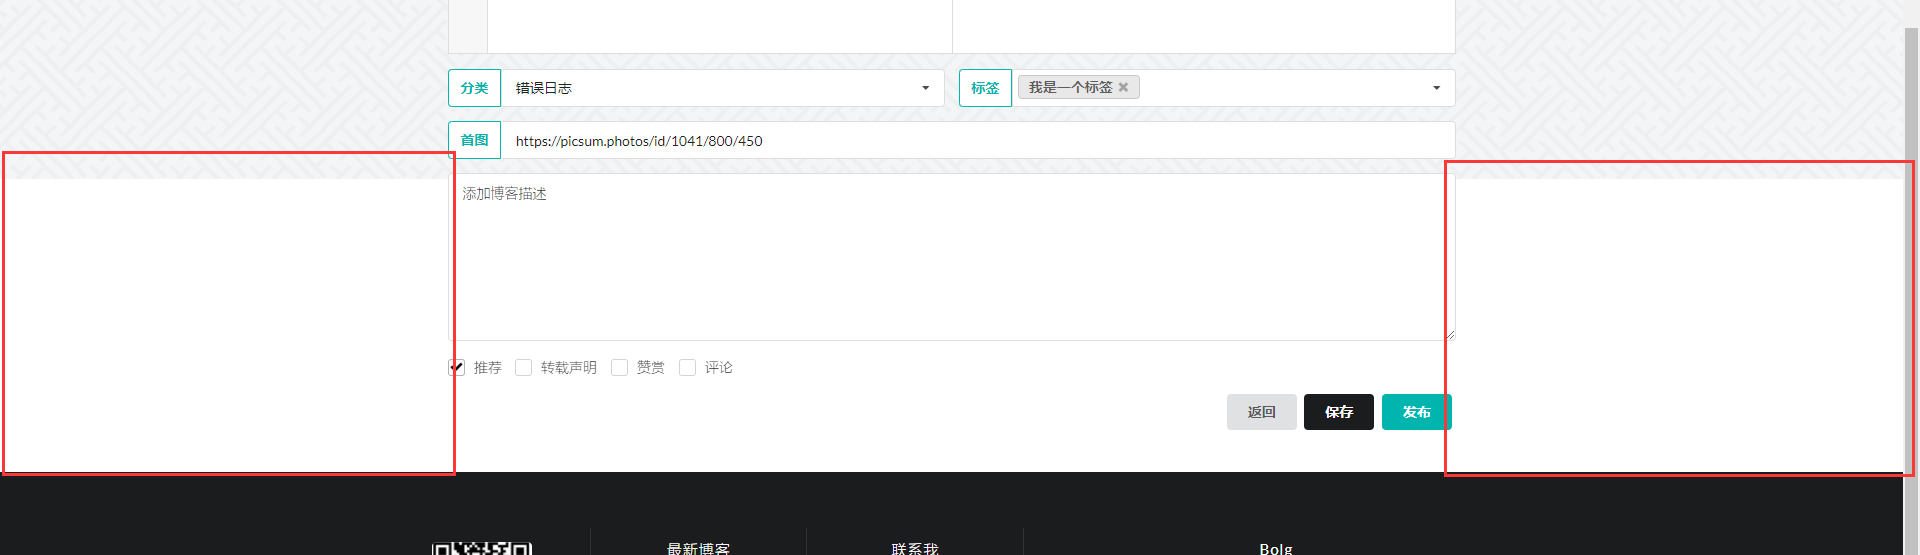 分类 错误日志 标签 我是一个标签
首图 https://picsum.photos/id/1041/800/450
添加博客描述
推荐 转载声明 赞赏 评论
返回 保存 发布
最新博客 联系我 Bolg